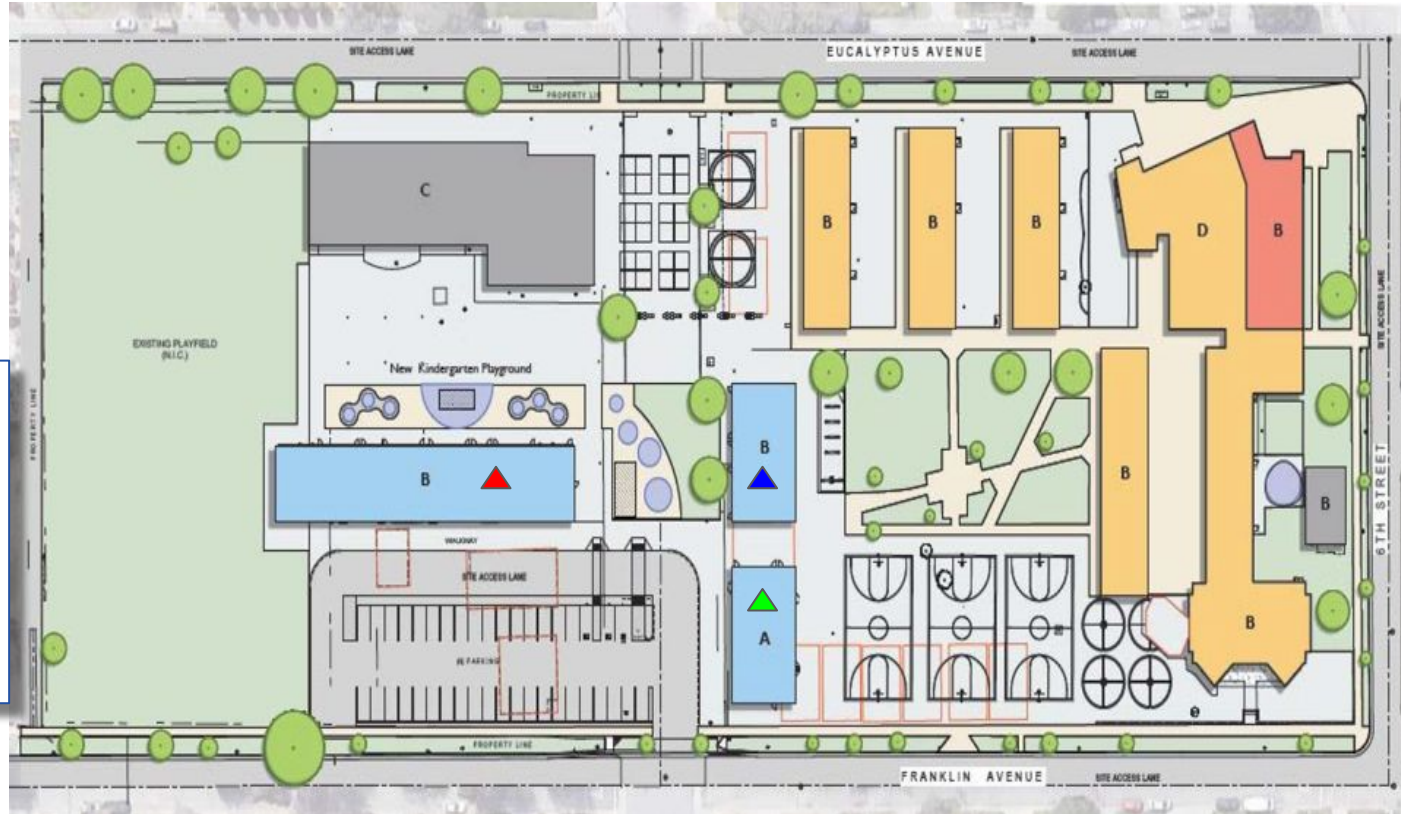 SITE ACCESS LANE
EUCALYPTUS AVENUE
SITE ACCESS LANE
PROPERTY LIN
C
B
B
B
D
B
EXISTING PLAYFIELD
(N.I.C.)
New Kindergarten Playground
SITE ACCESS LANE
PROPERTY LINE
B
B
B
B
6TH STREET
WALKWAY
SITE ACCESS LANE
A
B
(E) PARKING
PROPERTY LINE
FRANKLIN AVENUE
SITE ACCESS LANE